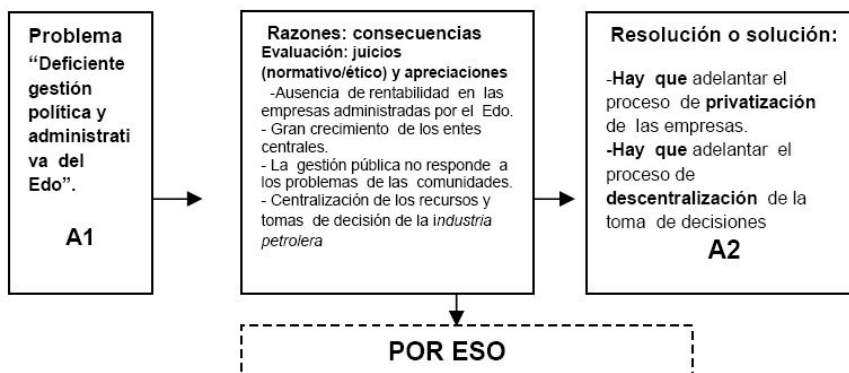 Problema
“Deficiente
gestión
política y
administrati
va del
Edo”.
A1
Razones: consecuencias
Evaluación: juicios
(normativo/ético) y apreciaciones
-Ausencia de rentabilidad en las
empresas administradas por el Edo.
- Gran crecimiento de los entes
centrales.
- La gestión pública no responde a
los problemas de las comunidades.
- Centralización de los recursos y
tomas de decisión de la industria
petrolera
Resolución o solución:
-Hay que adelantar el
proceso de privatización
de las empresas.
-Hay que adelantar el
proceso de
descentralización de la
toma de decisiones
A2
POR ESO